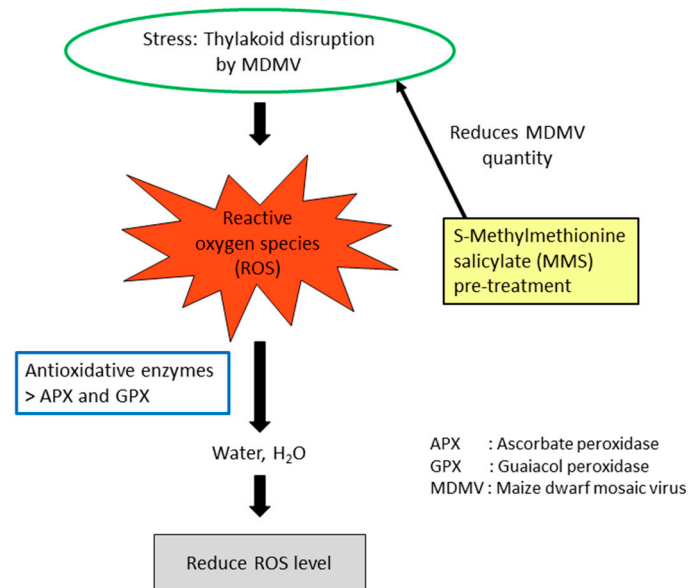 Stress: Thylakoid disruption
by MDMV
Reduces MDMV
quantity
Reactive
oxygen species
(ROS)
S-Methylmethionine
salicylate (MMS)
pre-treatment
Antioxidative enzymes
> APX and GPX
Water, H₂O
APX : Ascorbate peroxidase
GPX : Guaiacol peroxidase
MDMV : Maize dwarf mosaic virus
Reduce ROS level